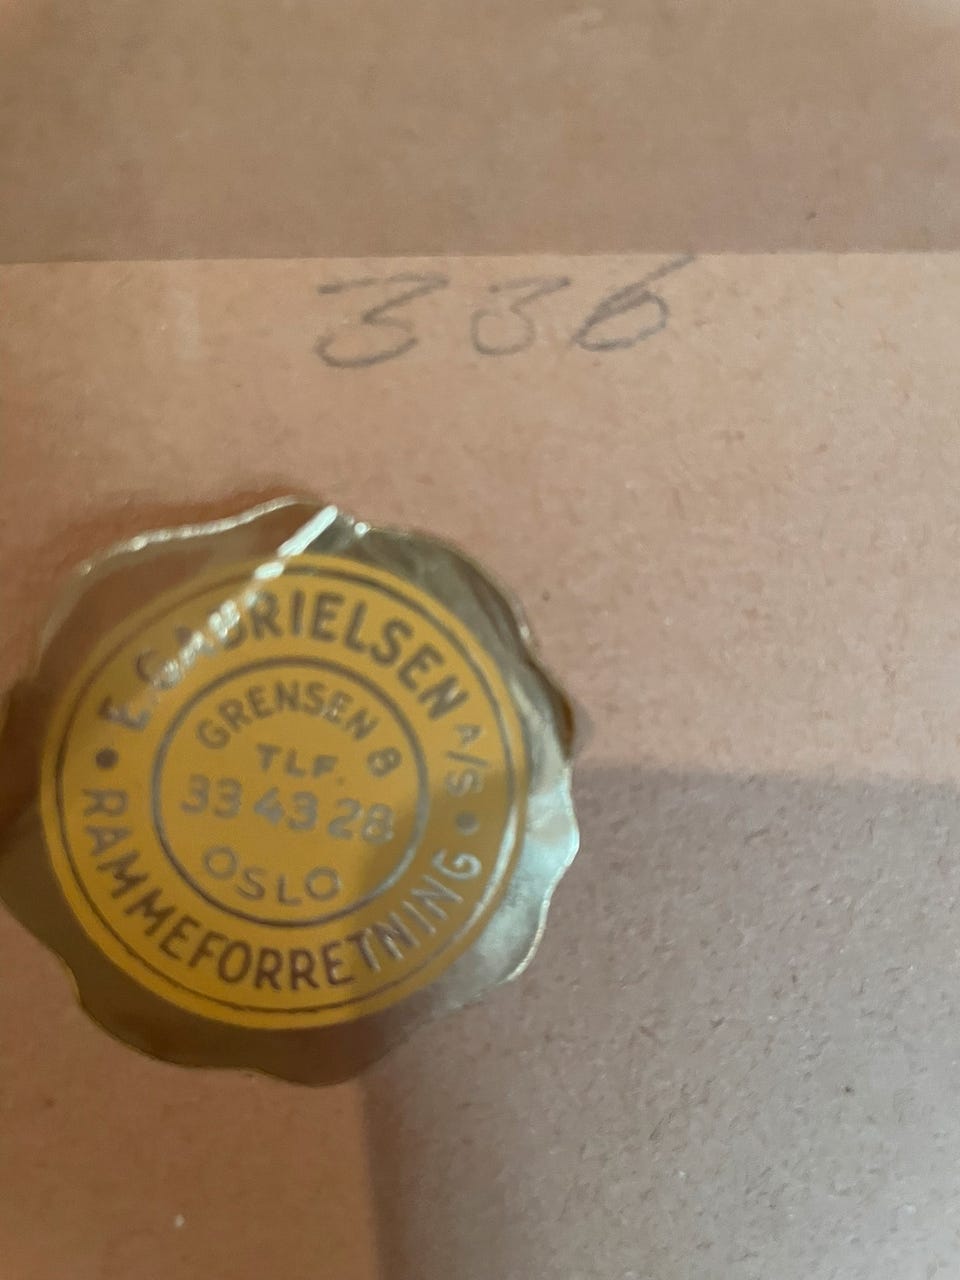 336
E. GABRIELSEN A/S
GRENSEN 8
TLF.
33 43 28
OSLO
RAMMEFORRETNING